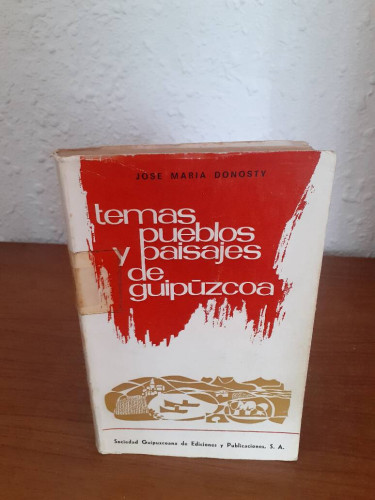 JOSE MARIA DONOSTY
temas
pueblos
y paisajes
de
guipúzcoa
Sociedad Guipuzcoana de Ediciones y Publicaciones, S. A.